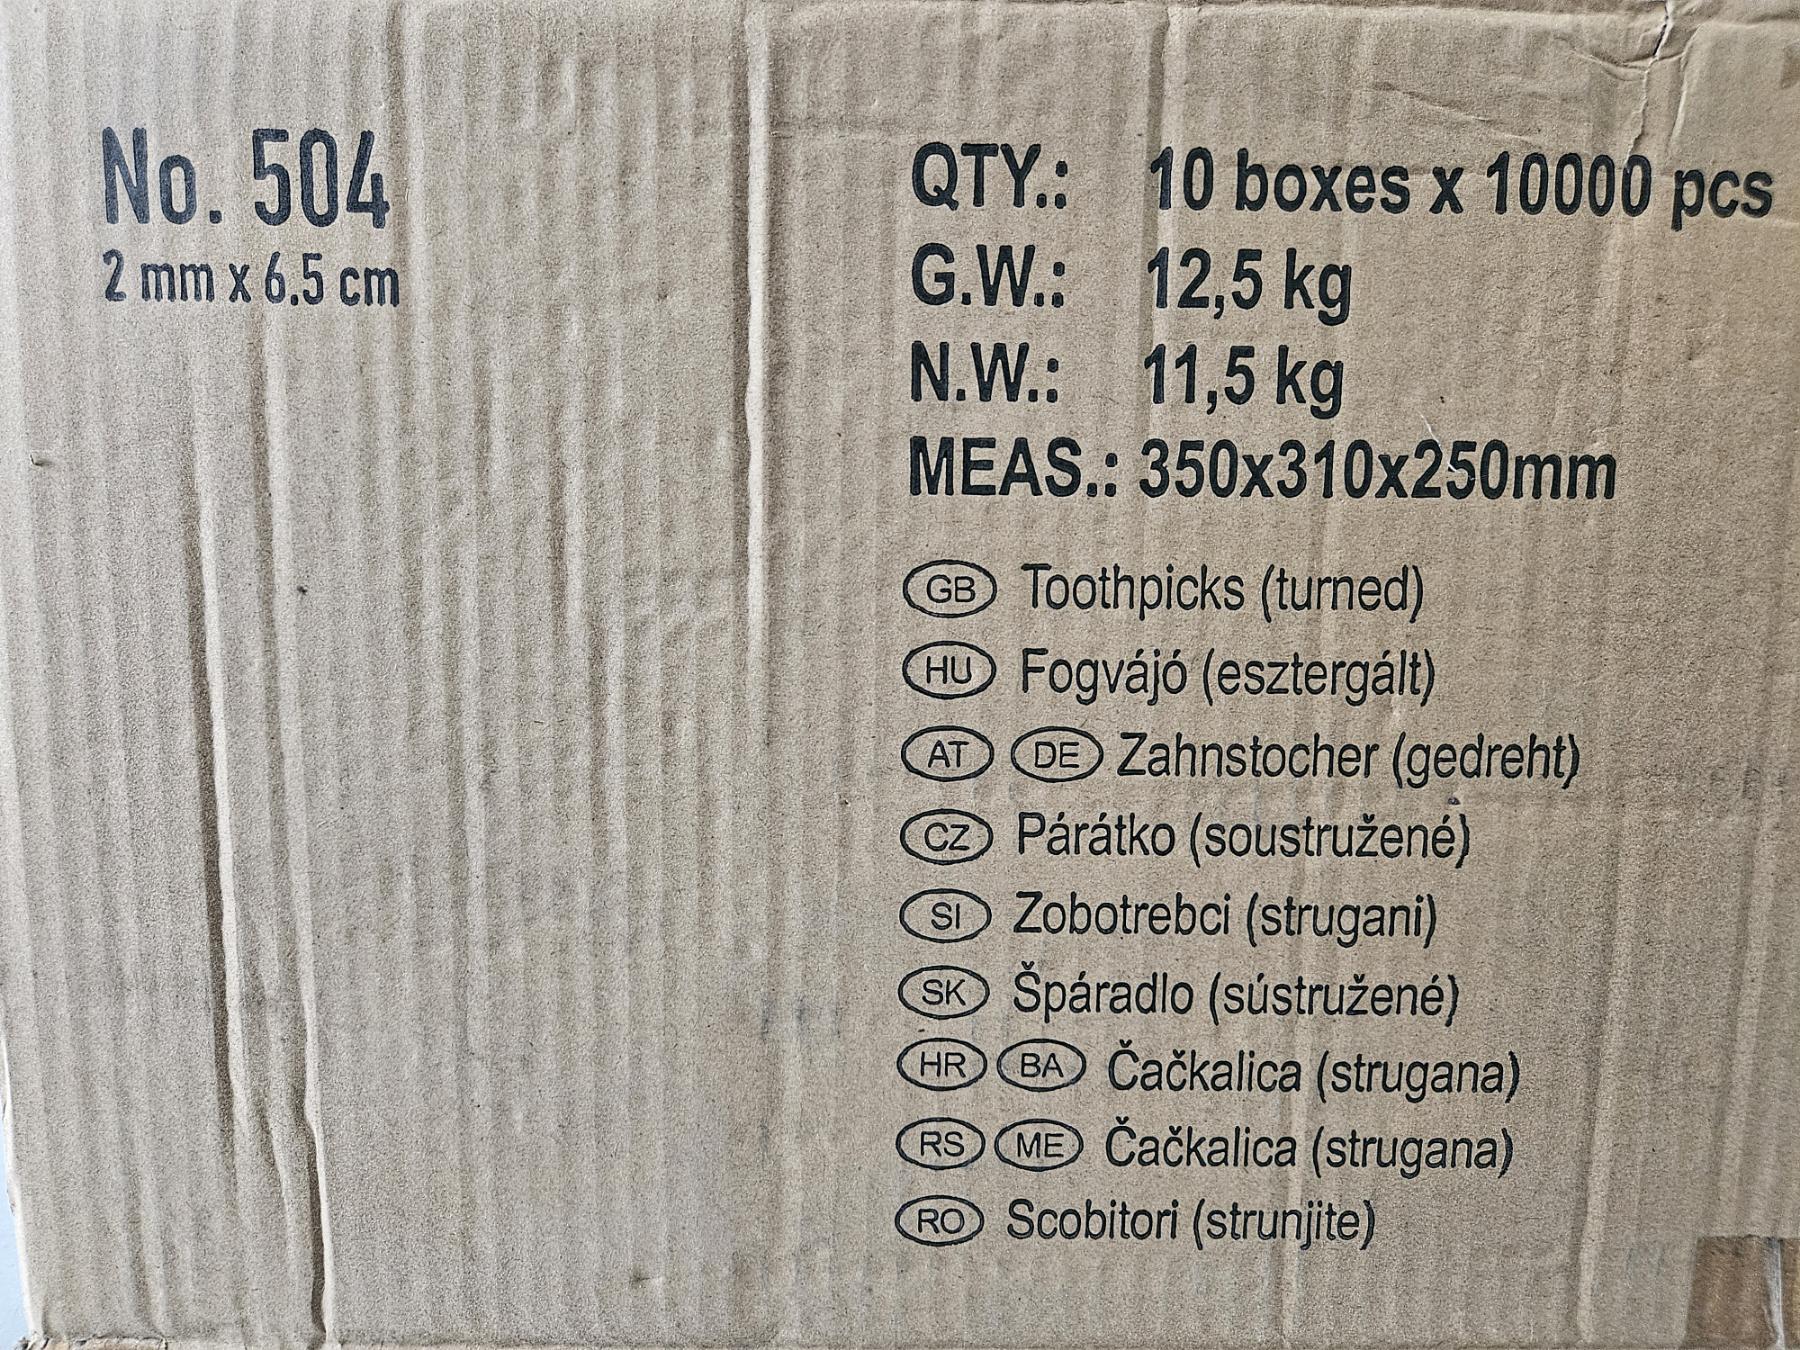 No. 504
2 mm x 6.5 cm
QTY.: 10 boxes x 10000 pcs
G.W.: 12,5 kg
N.W.: 11,5 kg
MEAS.: 350x310x250mm
GB Toothpicks (turned)
HU Fogvájó (esztergált)
AT DE Zahnstocher (gedreht)
CZ Párátko (soustružené)
SI Zobotrebci (strugani)
SK Špáradlo (sústružené)
HR BA Čačkalica (strugana)
RS ME Čačkalica (strugana)
RO Scobitori (strunjite)